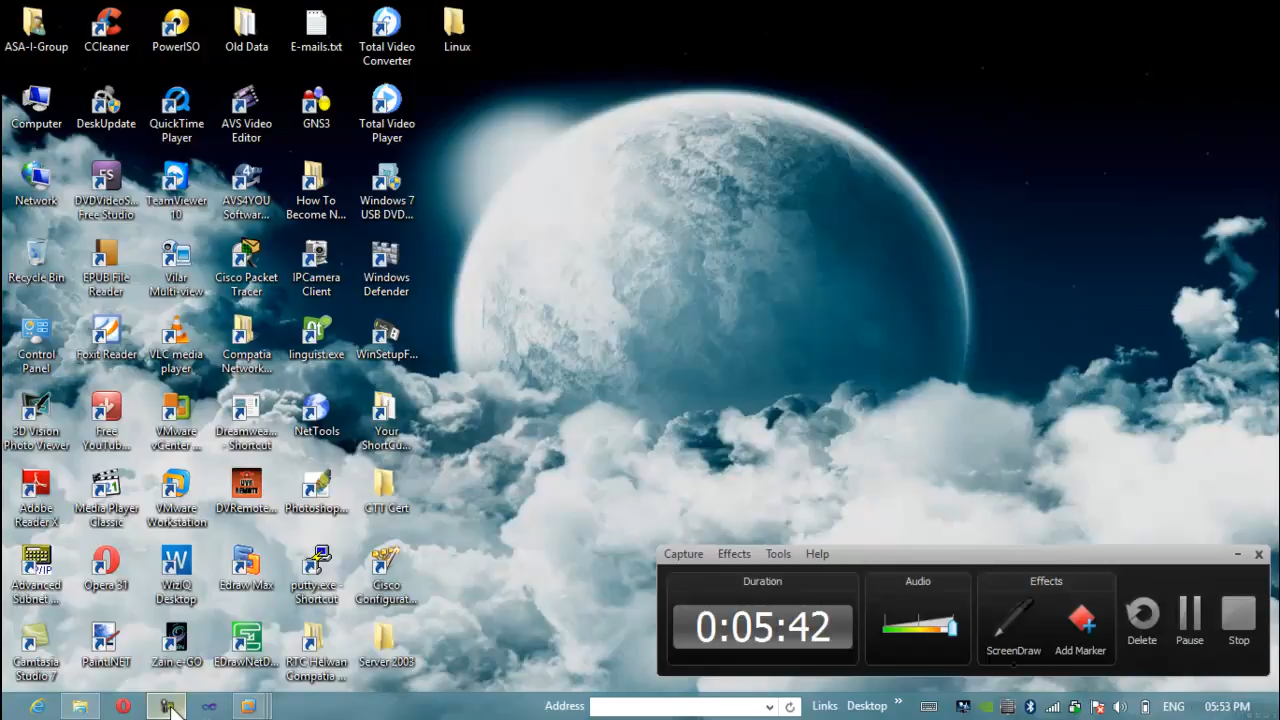 ASA-I-Group
CCleaner
PowerISO
Old Data
E-mails.txt
Total Video
Converter
Linux
Computer
DeskUpdate
QuickTime
Player
AVS Video
Editor
GNS3
Total Video
Player
Network
DVDVideoS...
Free Studio
TeamViewer
10
AVS4YOU
Softwar...
How To
Become N...
Windows 7
USB DVD...
Recycle Bin
EPUB File
Reader
Vilar
Multi-view
Cisco Packet
Tracer
IPCamera
Client
Windows
Defender
Control
Panel
Foxit Reader
VLC media
player
Compatia
Network...
linguist.exe
WinSetupF...
3D Vision
Photo Viewer
Free
YouTub...
VMware
vCenter ...
Dreamwea...
- Shortcut
NetTools
Your
ShortCu...
Adobe
Reader X
Media Player
Classic
VMware
Workstation
DVRemote...
Photoshop...
CTT Cert
Advanced
Subnet ...
Opera 31
WizIQ
Desktop
Edraw Max
putty.exe -
Shortcut
Cisco
Configurat...
Camtasia
Studio 7
Paint.NET
Zain e-GO
EDrawNetD...
RTC Helwan
Compatia ...
Server 2003
Capture Effects Tools Help
Duration
Audio
Effects
0:05:42
ScreenDraw
Add Marker
Delete
Pause
Stop
Address
Links
Desktop
ENG
05:53 PM